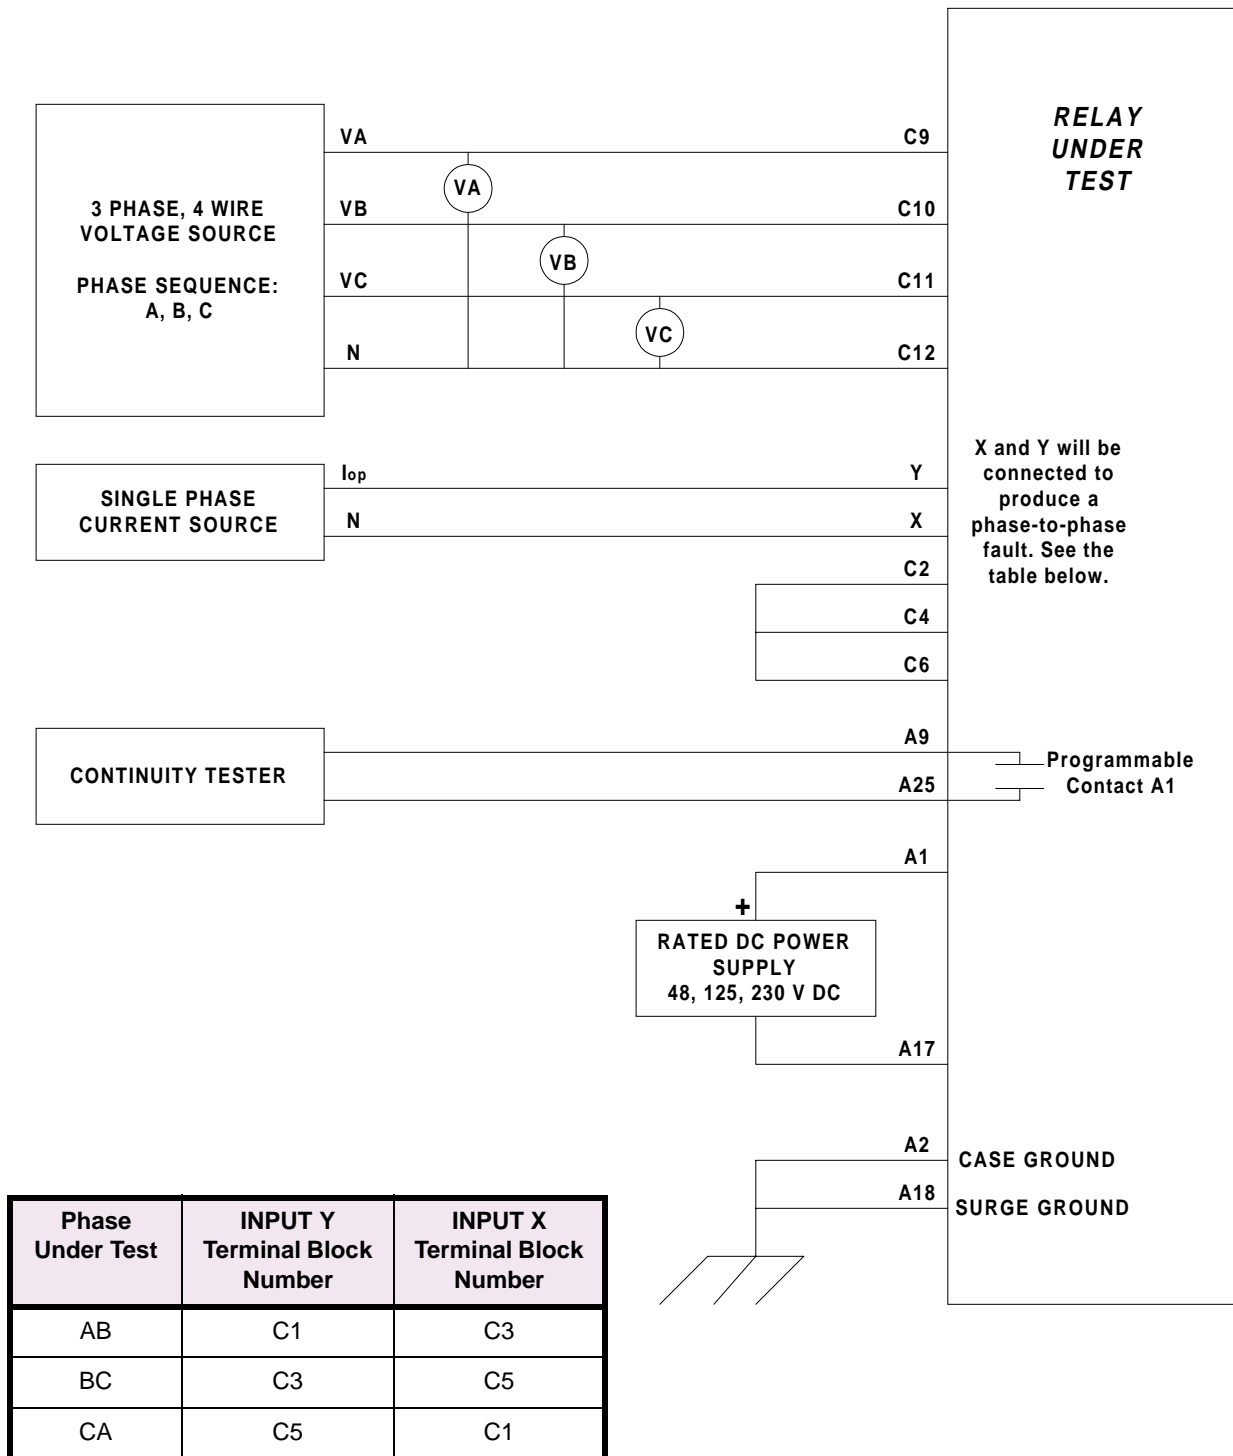 RELAY
UNDER
TEST
3 PHASE, 4 WIRE
VOLTAGE SOURCE
PHASE SEQUENCE:
A, B, C
VA
VA
C9
VB
VB
C10
VC
VC
C11
N
C12
SINGLE PHASE
CURRENT SOURCE
Iop
Y
N
X
X and Y will be
connected to
produce a
phase-to-phase
fault. See the
table below.
C2
C4
C6
CONTINUITY TESTER
A9
A25
Programmable
Contact A1
A1
+
RATED DC POWER
SUPPLY
48, 125, 230 V DC
A17
A2
CASE GROUND
A18
SURGE GROUND
Phase
Under Test
INPUT Y
Terminal Block
Number
INPUT X
Terminal Block
Number
AB C1 C3
BC C3 C5
CA C5 C1